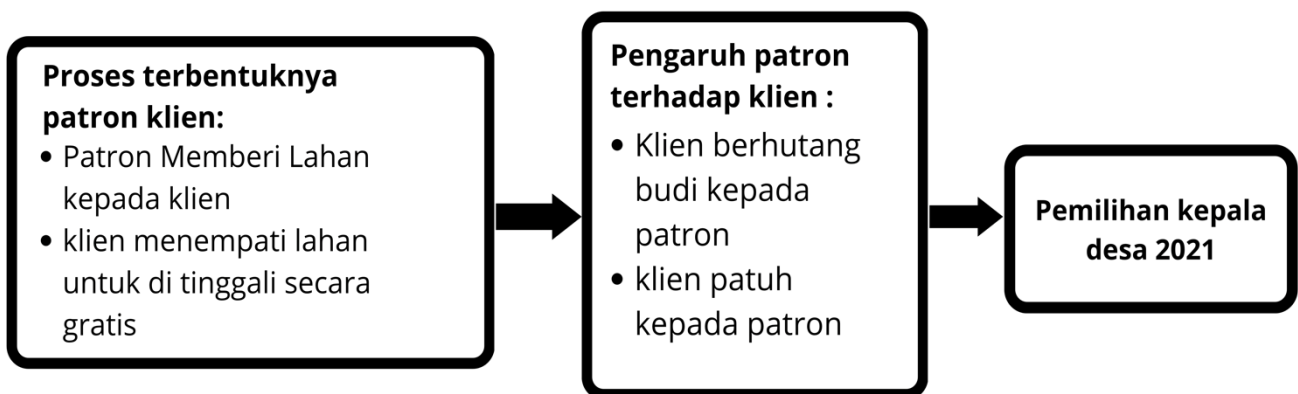 Proses terbentuknya
patron klien:
• Patron Memberi Lahan
kepada klien
• klien menempati lahan
untuk di tinggali secara
gratis
Pengaruh patron
terhadap klien :
• Klien berhutang
budi kepada
patron
• klien patuh
kepada patron
Pemilihan kepala
desa 2021